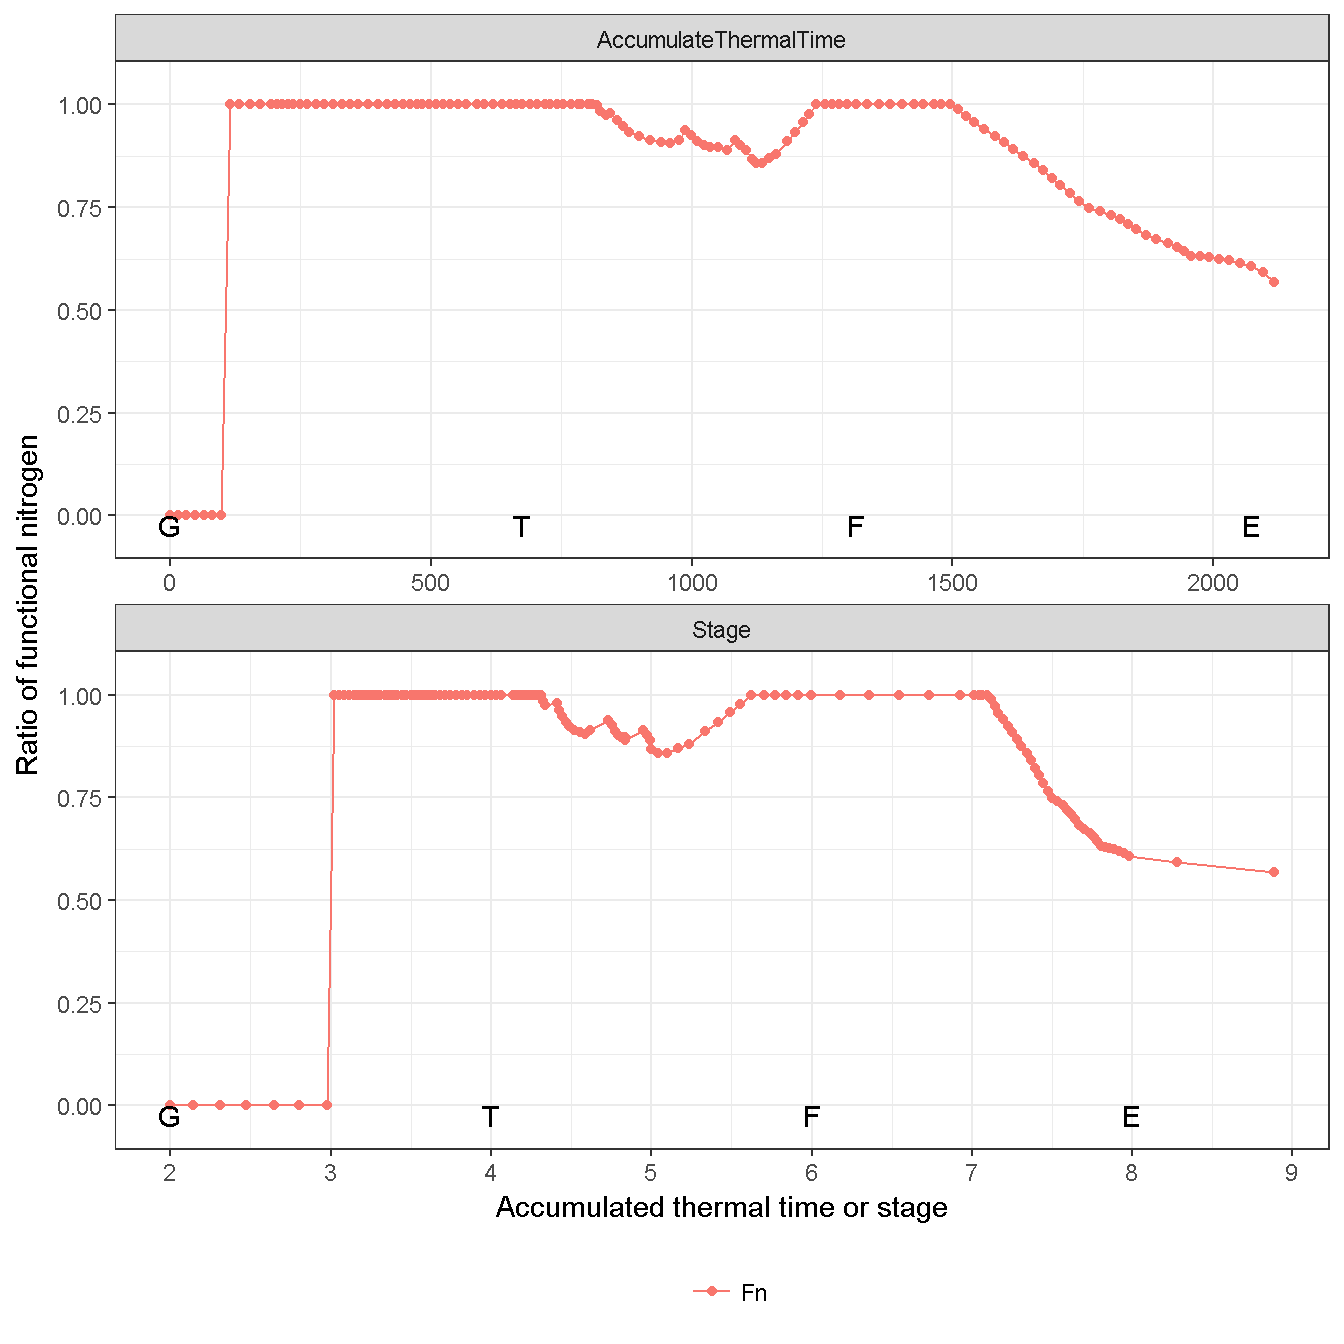 AccumulateThermalTime
1.00
0.75
0.50
0.25
0.00
G T F E
0 500 1000 1500 2000
Ratio of functional nitrogen
Stage
1.00
0.75
0.50
0.25
0.00
G T F E
2 3 4 5 6 7 8 9
Accumulated thermal time or stage
Fn